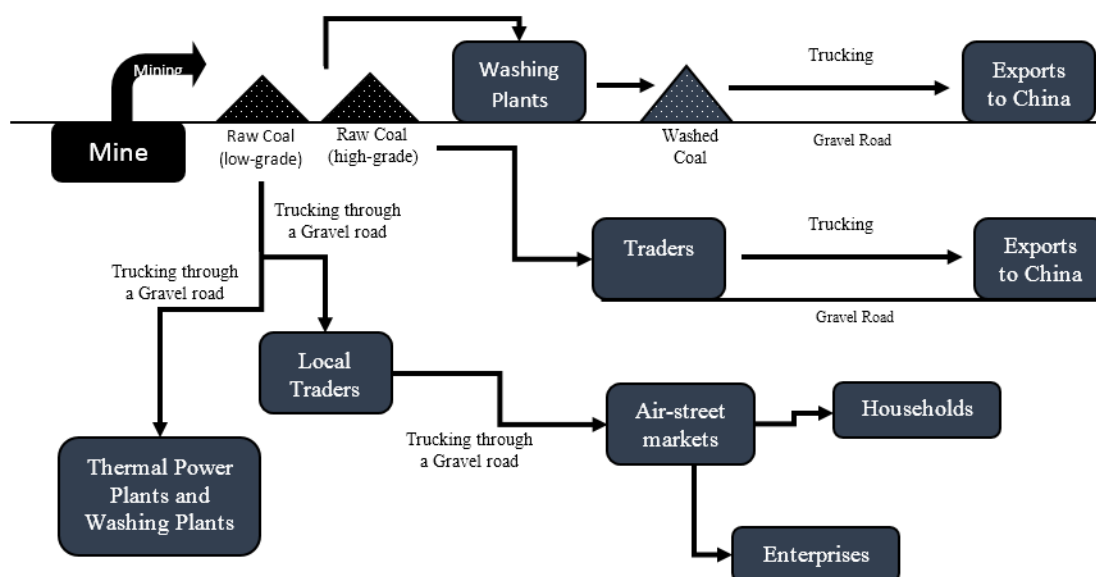 Mining
Mine
Raw Coal
(low-grade)
Raw Coal
(high-grade)
Washing
Plants
Washed
Coal
Trucking
Gravel Road
Exports
to China
Trucking through
a Gravel road
Traders
Trucking
Gravel Road
Exports
to China
Trucking through
a Gravel road
Local
Traders
Trucking through
a Gravel road
Air-street
markets
Households
Thermal Power
Plants and
Washing Plants
Enterprises